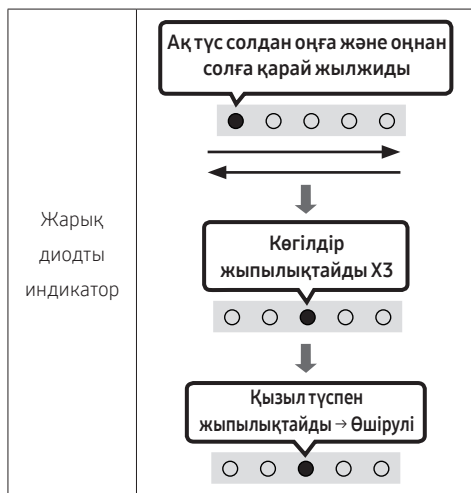 Ақ түс солдан оңға және оңнан
солға қарай жылжиды
Жарық
диодты
индикатор
Көгілдір
жыпылықтайды X3
Қызыл түспен
жыпылықтайды → Өшірулі